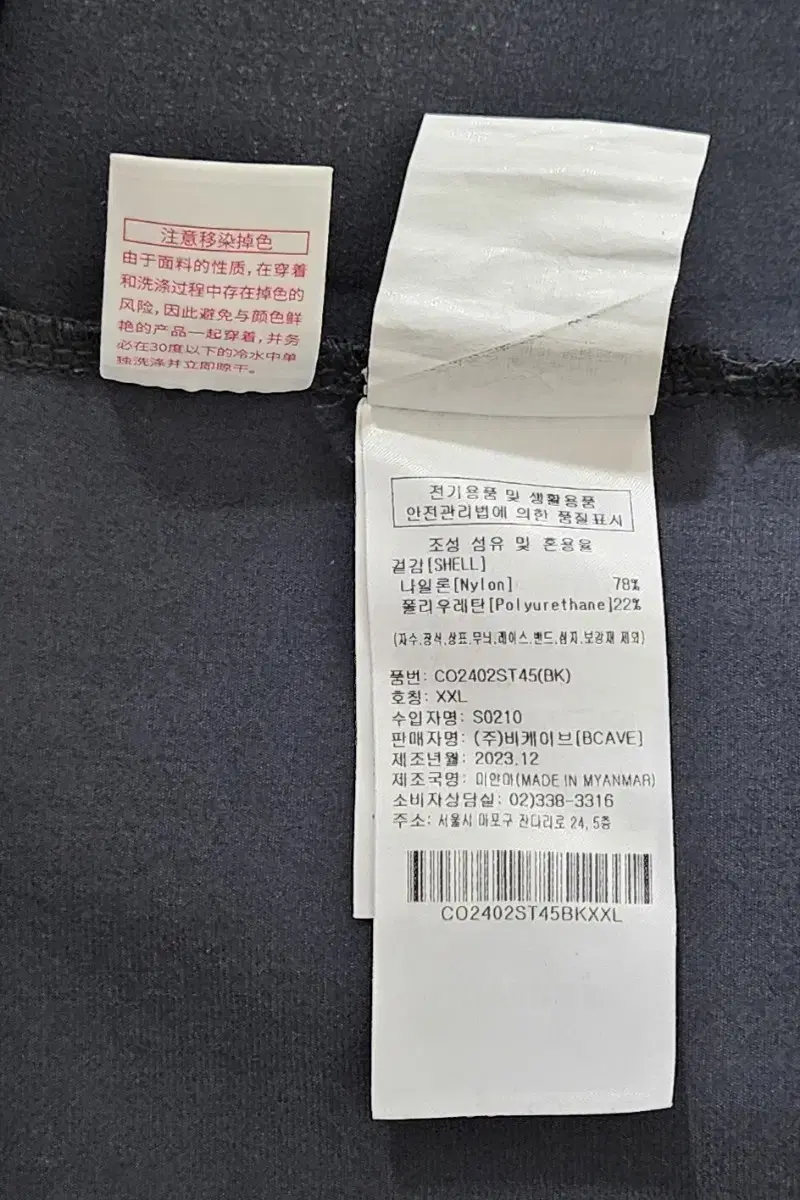 注意移染掉色
由于面料的性质,在穿着
和洗涤过程中存在掉色的
风险,因此避免与颜色鲜
艳的产品一起穿着,并务
必在30度以下的冷水中单
独洗涤并立即晾干。
전기용품 및 생활용품
안전관리법에 의한 품질표시
조성 섬유 및 혼용율
겉감[SHELL]
나일론[Nylon] 78%
폴리우레탄[Polyurethane]22%
(자수,장식,상표,무늬,레이스,밴드,심지,보강재 제외)
품번: CO2402ST45(BK)
호칭: XXL
수입자명: S0210
판매자명: (주)비케이브[BCAVE]
제조년월: 2023.12
제조국명: 미얀마(MADE IN MYANMAR)
소비자상담실: 02)338-3316
주소: 서울시 마포구 잔다리로 24, 5층
CO2402ST45BKXXL